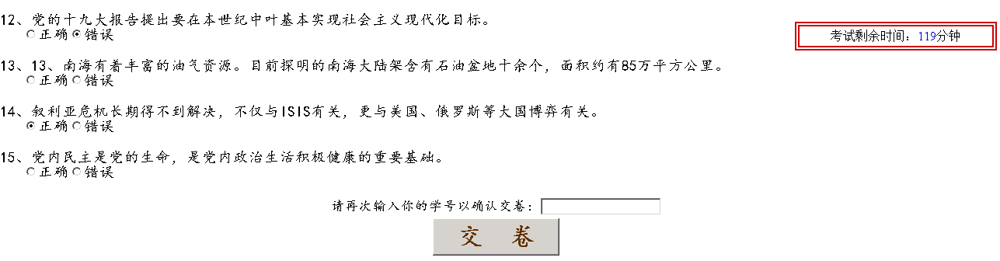 12、党的十九大报告提出要在本世纪中叶基本实现社会主义现代化目标。
正确 错误
考试剩余时间：119分钟
13、13、南海有着丰富的油气资源。目前探明的南海大陆架含有石油盆地十余个，面积约有85万平方公里。
正确 错误
14、叙利亚危机长期得不到解决，不仅与ISIS有关，更与美国、俄罗斯等大国博弈有关。
正确 错误
15、党内民主是党的生命，是党内政治生活积极健康的重要基础。
正确 错误
请再次输入你的学号以确认交卷：
交 卷